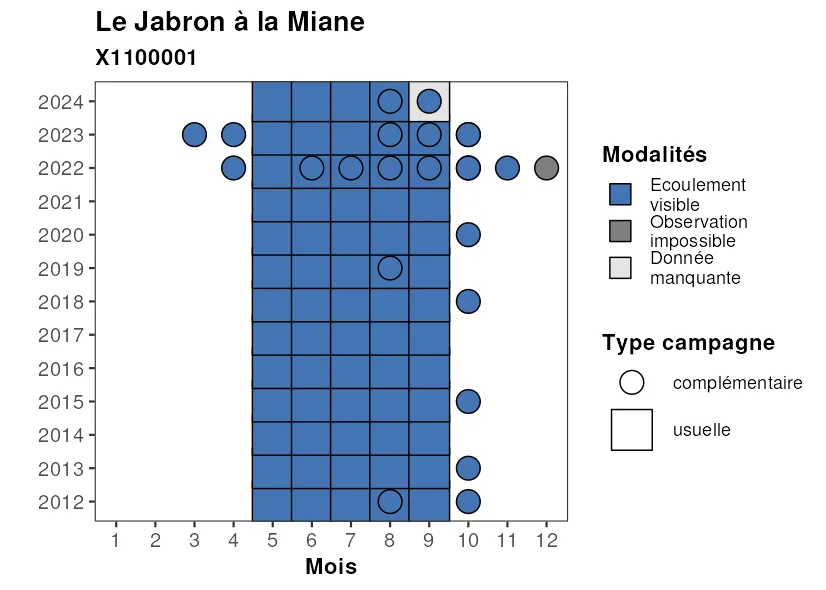 Le Jabron à la Miane
X1100001
2024
2023
2022
2021
2020
2019
2018
2017
2016
2015
2014
2013
2012
1 2 3 4 5 6 7 8 9 10 11 12
Mois
Modalités
Ecoulement
visible
Observation
impossible
Donnée
manquante
Type campagne
complémentaire
usuelle